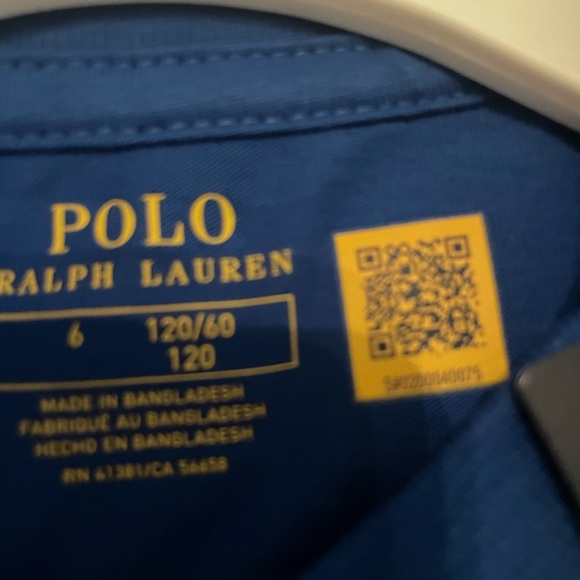 POLO
RALPH LAUREN
6 120/60
120
MADE IN BANGLADESH
FABRIQUÉ AU BANGLADESH
HECHO EN BANGLADESH
RN 41381/CA 56658